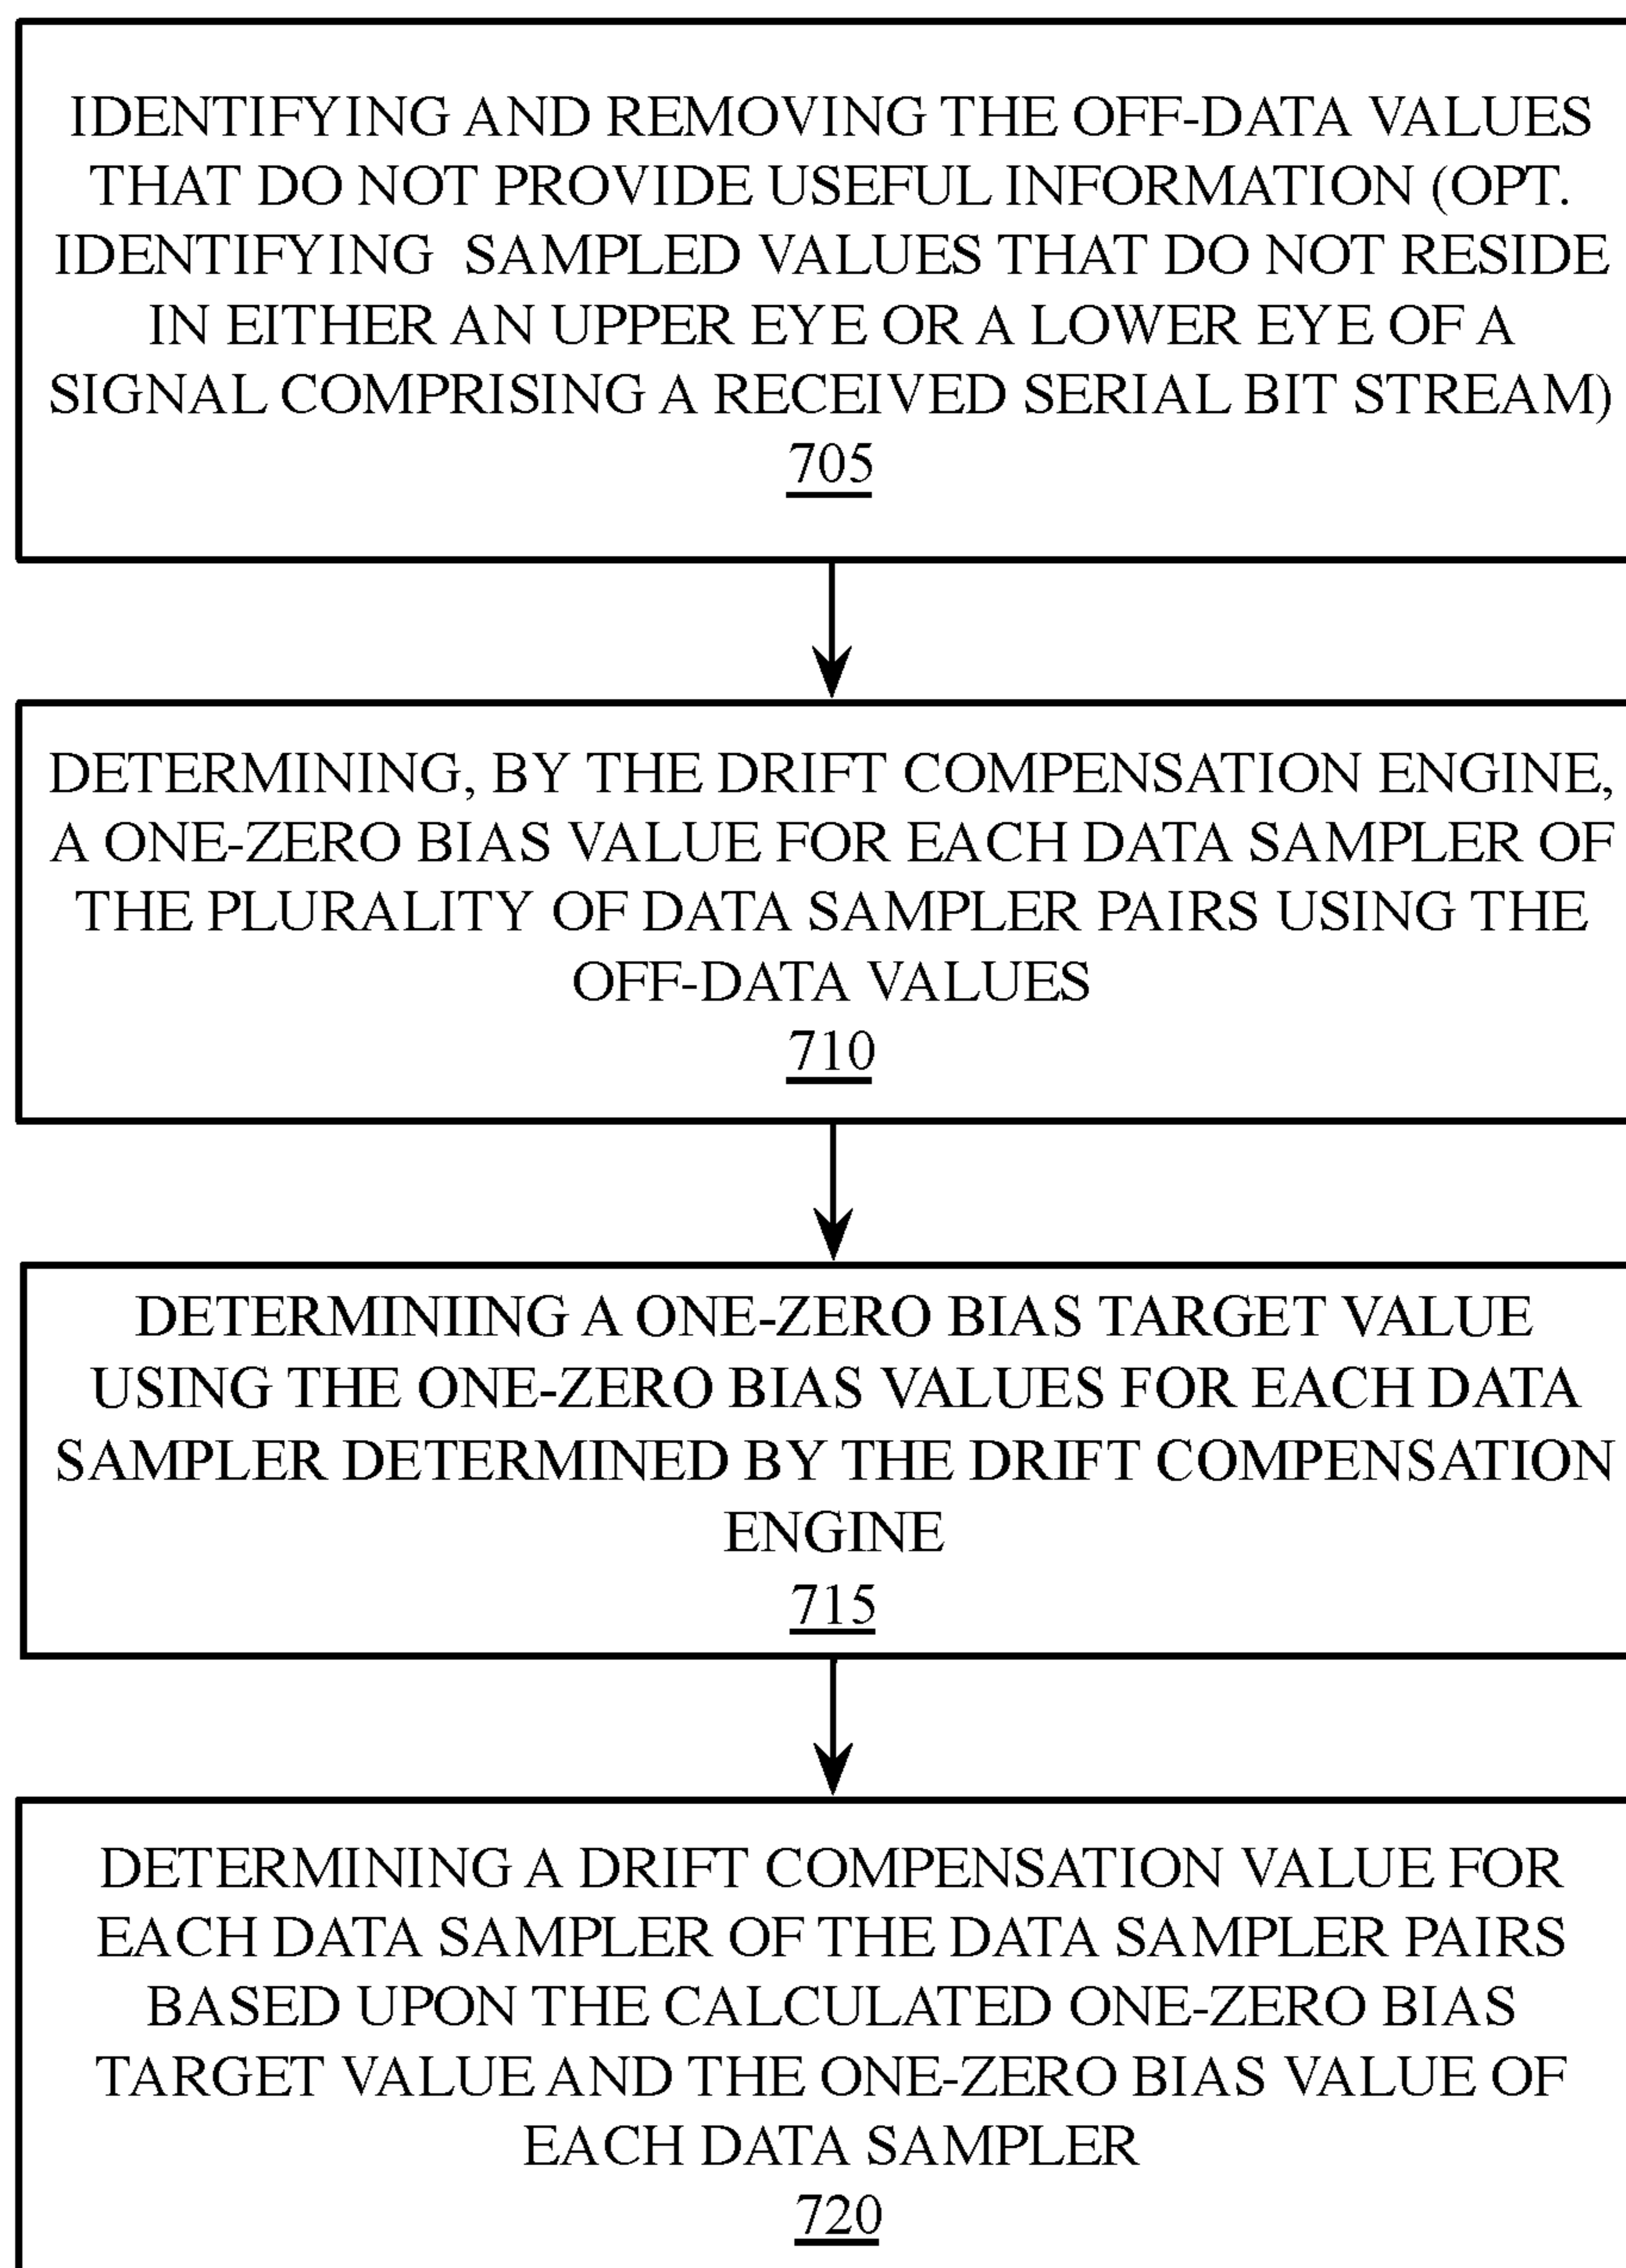 IDENTIFYING AND REMOVING THE OFF-DATA VALUES
THAT DO NOT PROVIDE USEFUL INFORMATION (OPT.
IDENTIFYING SAMPLED VALUES THAT DO NOT RESIDE
IN EITHER AN UPPER EYE OR A LOWER EYE OF A
SIGNAL COMPRISING A RECEIVED SERIAL BIT STREAM)
705
DETERMINING, BY THE DRIFT COMPENSATION ENGINE,
A ONE-ZERO BIAS VALUE FOR EACH DATA SAMPLER OF
THE PLURALITY OF DATA SAMPLER PAIRS USING THE
OFF-DATA VALUES
710
DETERMINIING A ONE-ZERO BIAS TARGET VALUE
USING THE ONE-ZERO BIAS VALUES FOR EACH DATA
SAMPLER DETERMINED BY THE DRIFT COMPENSATION
ENGINE
715
DETERMINING A DRIFT COMPENSATION VALUE FOR
EACH DATA SAMPLER OF THE DATA SAMPLER PAIRS
BASED UPON THE CALCULATED ONE-ZERO BIAS
TARGET VALUE AND THE ONE-ZERO BIAS VALUE OF
EACH DATA SAMPLER
720